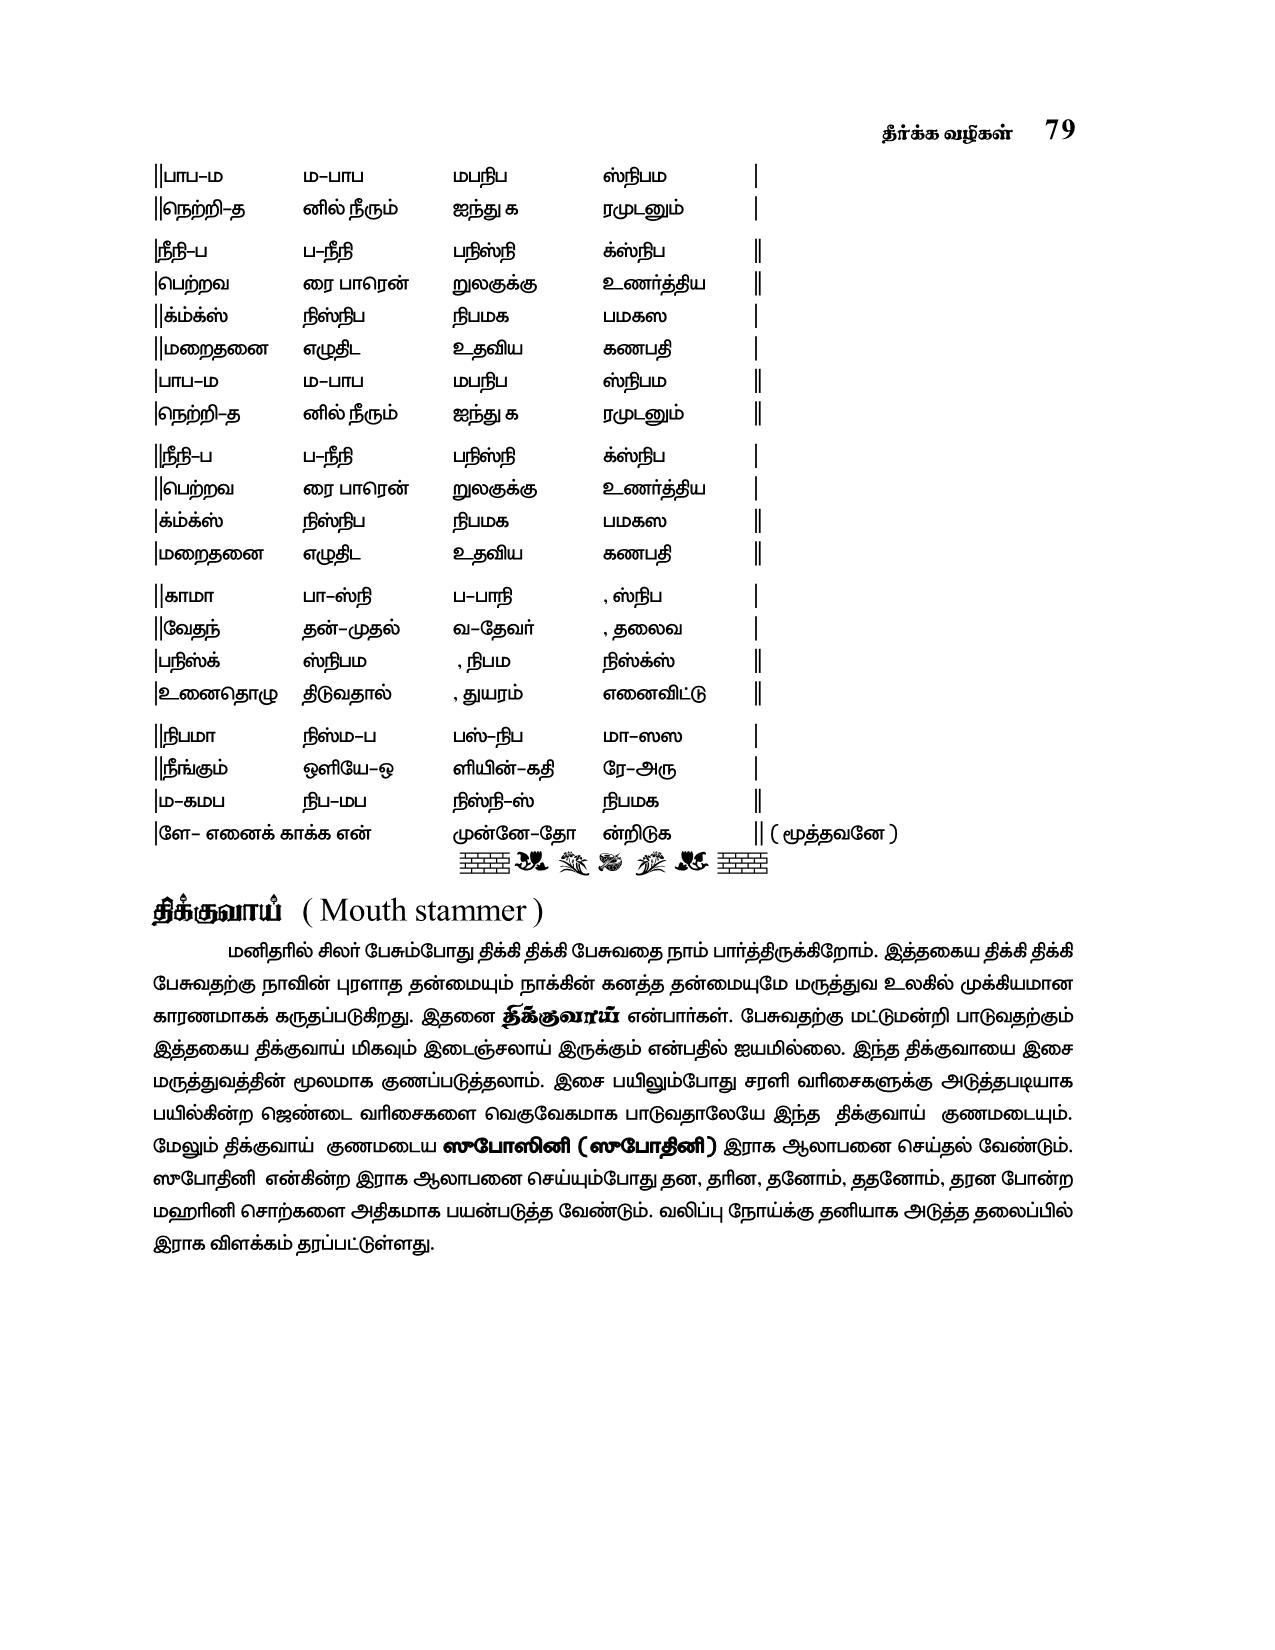 தீர்க்க வழிகள் 79
||பாப-ம ம-பாப மபநிப ஸ்நிபம |
||நெற்றி-த னில் நீரும் ஐந்து க ரமுடனும் |
|நீநி-ப ப-நீநி பநிஸ்நி க்ஸ்நிப ||
|பெற்றவ ரை பாரென் றுலகுக்கு உணர்த்திய ||
||க்ம்க்ஸ் நிஸ்நிப நிபமக பமகஸ |
||மறைதனை எழுதிட உதவிய கணபதி |
|பாப-ம ம-பாப மபநிப ஸ்நிபம ||
|நெற்றி-த னில் நீரும் ஐந்து க ரமுடனும் ||
||நீநி-ப ப-நீநி பநிஸ்நி க்ஸ்நிப |
||பெற்றவ ரை பாரென் றுலகுக்கு உணர்த்திய |
|க்ம்க்ஸ் நிஸ்நிப நிபமக பமகஸ ||
|மறைதனை எழுதிட உதவிய கணபதி ||
||காமா பா-ஸ்நி ப-பாநி , ஸ்நிப |
||வேதந் தன்-முதல் வ-தேவர் , தலைவ |
|பநிஸ்க் ஸ்நிபம , நிபம நிஸ்க்ஸ் ||
|உனைதொழு திடுவதால் , துயரம் எனைவிட்டு ||
||நிபமா நிஸ்ம-ப பஸ்-நிப மா-ஸஸ |
||நீங்கும் ஒளியே-ஒ ளியின்-கதி ரே-அரு |
|ம-கமப நிப-மப நிஸ்நி-ஸ் நிபமக ||
|ளே- எனைக் காக்க என் முன்னே-தோ ன்றிடுக || ( மூத்தவனே )
திக்குவாய் ( Mouth stammer )
மனிதரில் சிலர் பேசும்போது திக்கி திக்கி பேசுவதை நாம் பார்த்திருக்கிறோம். இத்தகைய திக்கி திக்கி
பேசுவதற்கு நாவின் புரளாத தன்மையும் நாக்கின் கனத்த தன்மையுமே மருத்துவ உலகில் முக்கியமான
காரணமாகக் கருதப்படுகிறது. இதனை திக்குவாய் என்பார்கள். பேசுவதற்கு மட்டுமன்றி பாடுவதற்கும்
இத்தகைய திக்குவாய் மிகவும் இடைஞ்சலாய் இருக்கும் என்பதில் ஐயமில்லை. இந்த திக்குவாயை இசை
மருத்துவத்தின் மூலமாக குணப்படுத்தலாம். இசை பயிலும்போது சரளி வரிசைகளுக்கு அடுத்தபடியாக
பயில்கின்ற ஜெண்டை வரிசைகளை வெகுவேகமாக பாடுவதாலேயே இந்த திக்குவாய் குணமடையும்.
மேலும் திக்குவாய் குணமடைய ஸுபோஸினி (ஸுபோதினி) இராக ஆலாபனை செய்தல் வேண்டும்.
ஸுபோதினி என்கின்ற இராக ஆலாபனை செய்யும்போது தன, தரின, தனோம், ததனோம், தரன போன்ற
மஹரினி சொற்களை அதிகமாக பயன்படுத்த வேண்டும். வலிப்பு நோய்க்கு தனியாக அடுத்த தலைப்பில்
இராக விளக்கம் தரப்பட்டுள்ளது.